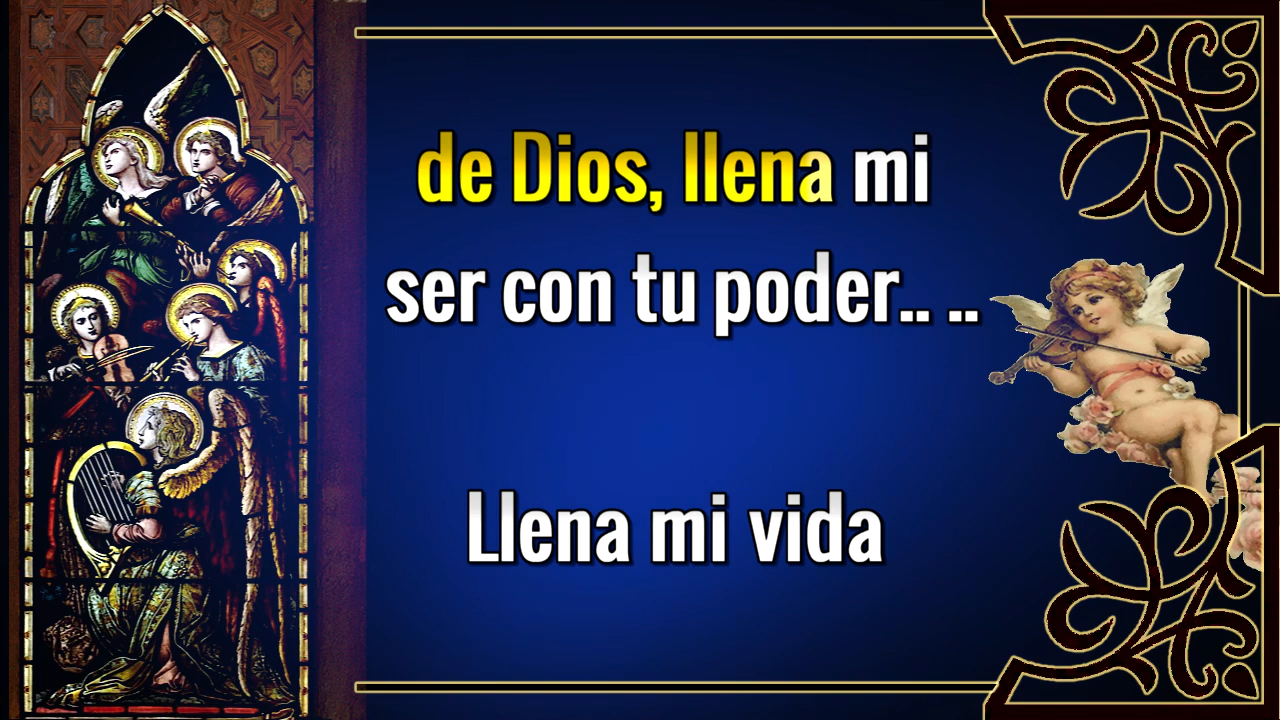 de Dios, llena mi
ser con tu poder.. ..
Llena mi vida